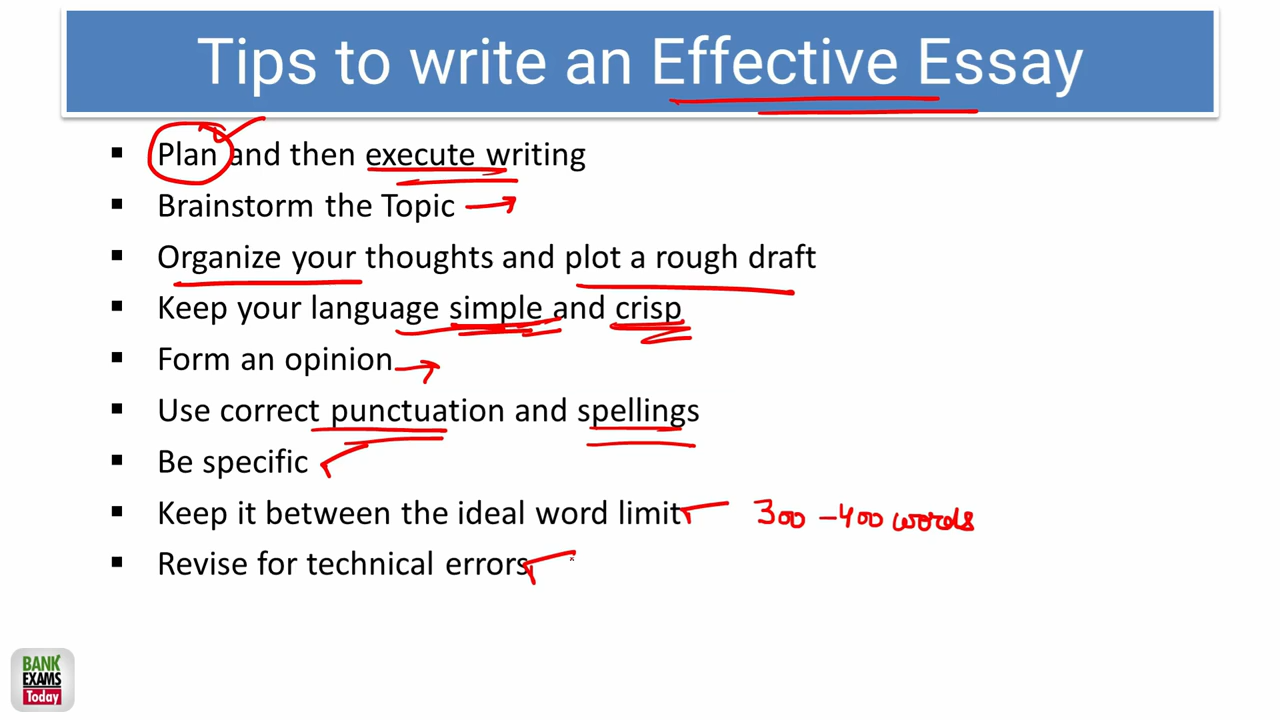 Tips to write an Effective Essay
▪ Plan and then execute writing
▪ Brainstorm the Topic
▪ Organize your thoughts and plot a rough draft
▪ Keep your language simple and crisp
▪ Form an opinion
▪ Use correct punctuation and spellings
▪ Be specific
▪ Keep it between the ideal word limit 300 - 400 words
▪ Revise for technical errors
BANK
EXAMS
Today